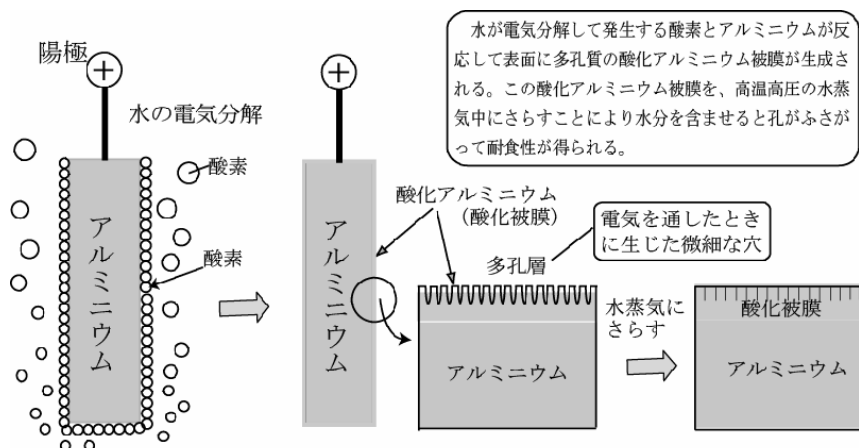 陽極
水の電気分解
酸素
アルミニウム
酸素
アルミニウム
水が電気分解して発生する酸素とアルミニウムが反
応して表面に多孔質の酸化アルミニウム被膜が生成さ
れる。この酸化アルミニウム被膜を、高温高圧の水蒸
気中にさらすことにより水分を含ませると孔がふさが
って耐食性が得られる。
酸化アルミニウム
(酸化被膜)
電気を通したとき
に生じた微細な穴
多孔層
アルミニウム
水蒸気に
さらす
酸化被膜
アルミニウム